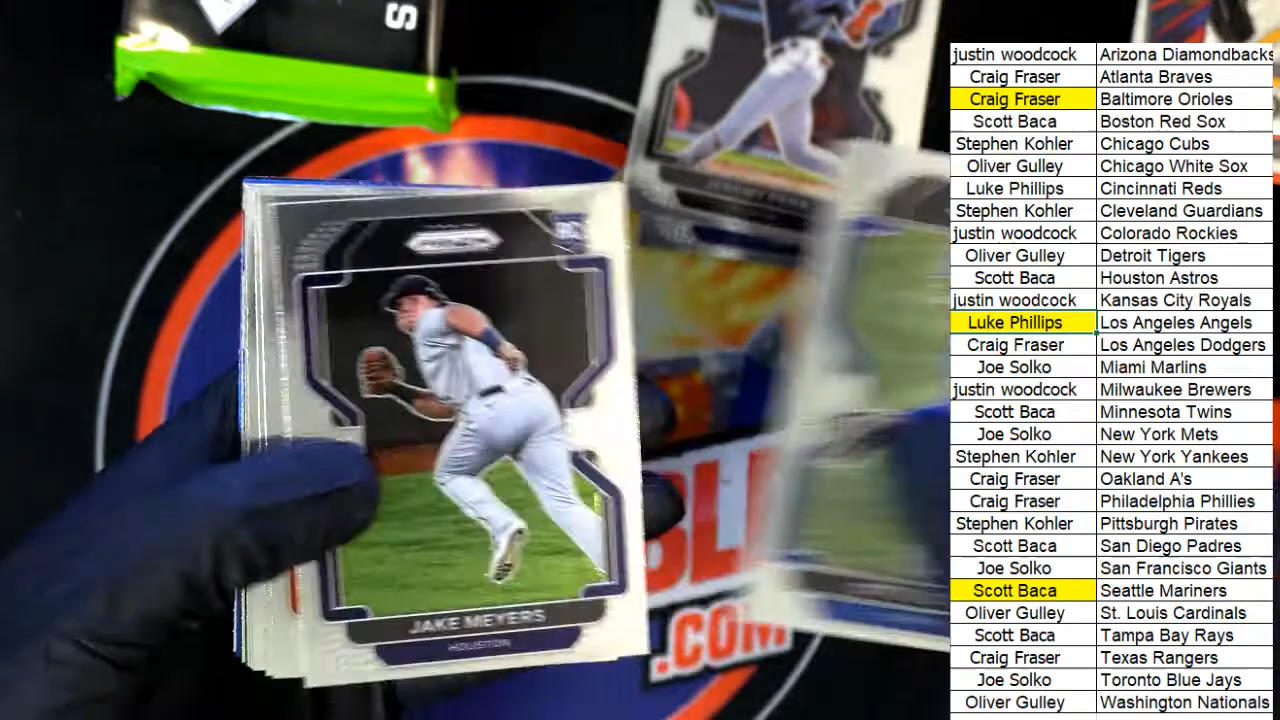 S
PRIZM
RC
JAKE MEYERS
HOUSTON
.COM
justin woodcock Arizona Diamondbacks
Craig Fraser Atlanta Braves
Craig Fraser Baltimore Orioles
Scott Baca Boston Red Sox
Stephen Kohler Chicago Cubs
Oliver Gulley Chicago White Sox
Luke Phillips Cincinnati Reds
Stephen Kohler Cleveland Guardians
justin woodcock Colorado Rockies
Oliver Gulley Detroit Tigers
Scott Baca Houston Astros
justin woodcock Kansas City Royals
Luke Phillips Los Angeles Angels
Craig Fraser Los Angeles Dodgers
Joe Solko Miami Marlins
justin woodcock Milwaukee Brewers
Scott Baca Minnesota Twins
Joe Solko New York Mets
Stephen Kohler New York Yankees
Craig Fraser Oakland A's
Craig Fraser Philadelphia Phillies
Stephen Kohler Pittsburgh Pirates
Scott Baca San Diego Padres
Joe Solko San Francisco Giants
Scott Baca Seattle Mariners
Oliver Gulley St. Louis Cardinals
Scott Baca Tampa Bay Rays
Craig Fraser Texas Rangers
Joe Solko Toronto Blue Jays
Oliver Gulley Washington Nationals